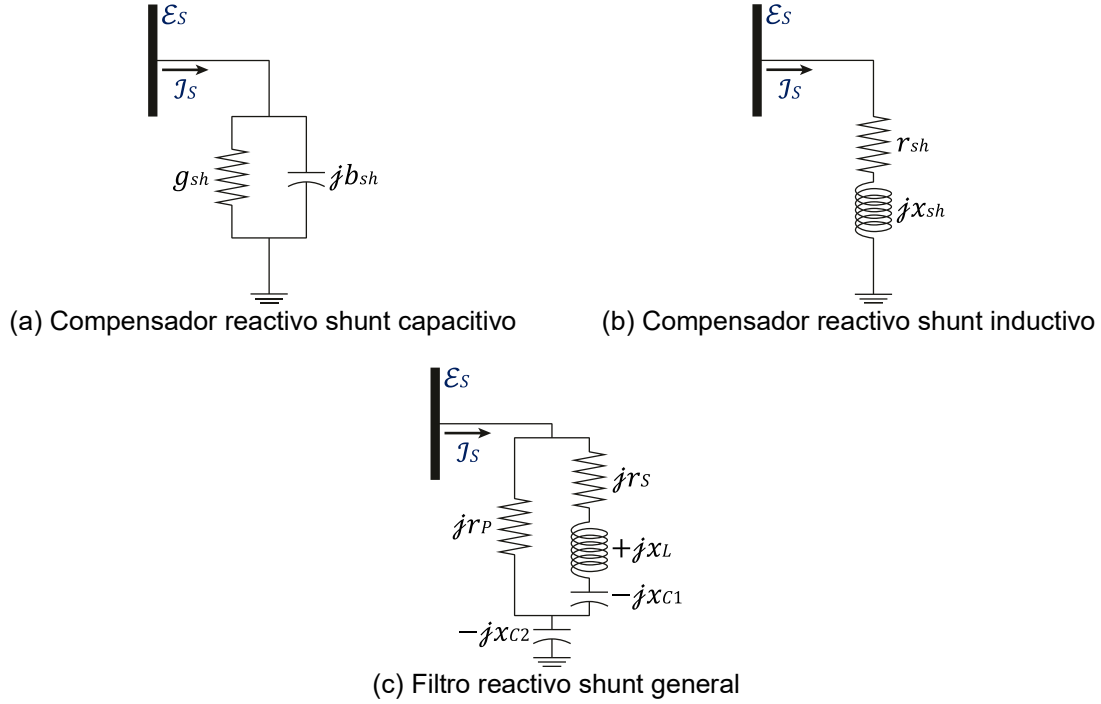 ℰS
𝒥S
gsh
jbsh
(a) Compensador reactivo shunt capacitivo
ℰS
𝒥S
rsh
jxsh
(b) Compensador reactivo shunt inductivo
ℰS
𝒥S
jrS
jrP
+jxL
−jxC1
−jxC2
(c) Filtro reactivo shunt general